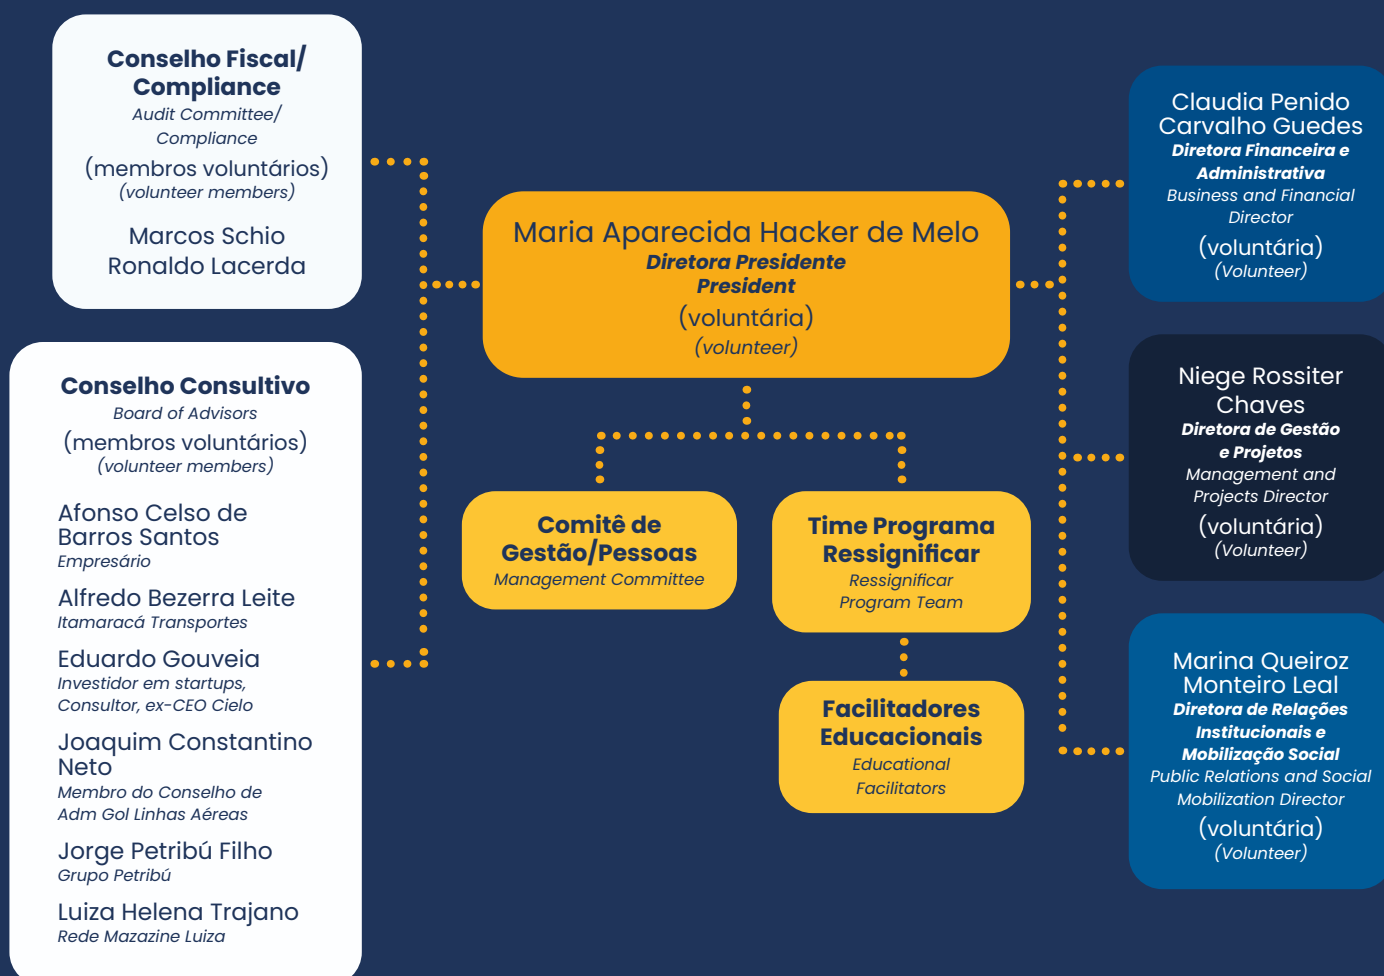 Conselho Fiscal/
Compliance
Audit Committee/
Compliance
(membros voluntários)
(volunteer members)
Marcos Schio
Ronaldo Lacerda
Conselho Consultivo
Board of Advisors
(membros voluntários)
(volunteer members)
Afonso Celso de
Barros Santos
Empresário
Alfredo Bezerra Leite
Itamaracá Transportes
Eduardo Gouveia
Investidor em startups,
Consultor, ex-CEO Cielo
Joaquim Constantino
Neto
Membro do Conselho de
Adm Gol Linhas Aéreas
Jorge Petribú Filho
Grupo Petribú
Luiza Helena Trajano
Rede Mazazine Luiza
Maria Aparecida Hacker de Melo
Diretora Presidente
President
(voluntária)
(volunteer)
Comitê de
Gestão/Pessoas
Management Committee
Time Programa
Ressignificar
Ressignificar
Program Team
Facilitadores
Educacionais
Educational
Facilitators
Claudia Penido
Carvalho Guedes
Diretora Financeira e
Administrativa
Business and Financial
Director
(voluntária)
(Volunteer)
Niege Rossiter
Chaves
Diretora de Gestão
e Projetos
Management and
Projects Director
(voluntária)
(Volunteer)
Marina Queiroz
Monteiro Leal
Diretora de Relações
Institucionais e
Mobilização Social
Public Relations and Social
Mobilization Director
(voluntária)
(Volunteer)